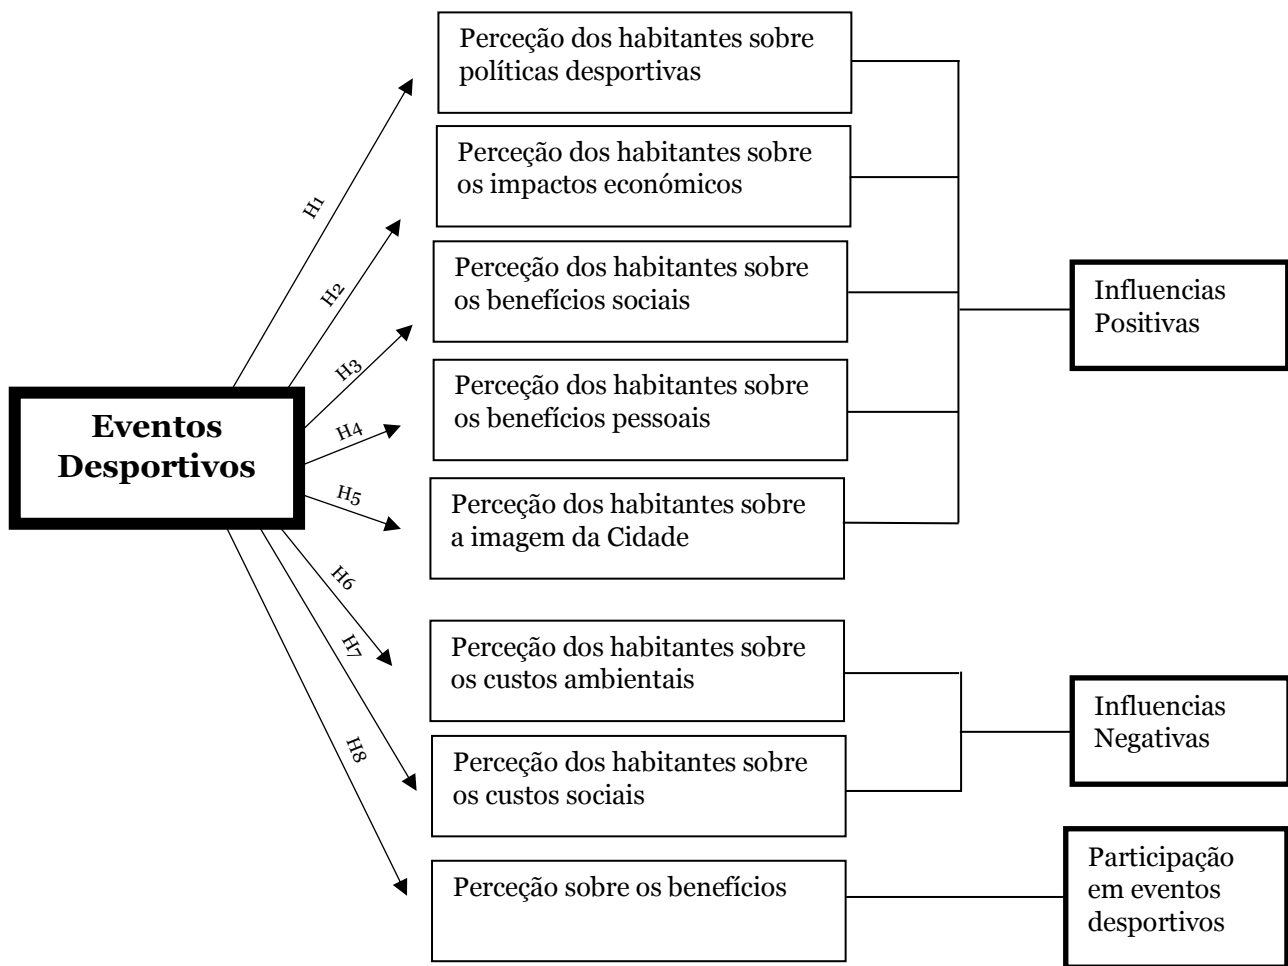 Perceção dos habitantes sobre
políticas desportivas
Perceção dos habitantes sobre
os impactos económicos
Perceção dos habitantes sobre
os benefícios sociais
Perceção dos habitantes sobre
os benefícios pessoais
Perceção dos habitantes sobre
a imagem da Cidade
Perceção dos habitantes sobre
os custos ambientais
Perceção dos habitantes sobre
os custos sociais
Perceção sobre os benefícios
H1
H2
H3
H4
H5
H6
H7
H8
Eventos
Desportivos
Influencias
Positivas
Influencias
Negativas
Participação
em eventos
desportivos